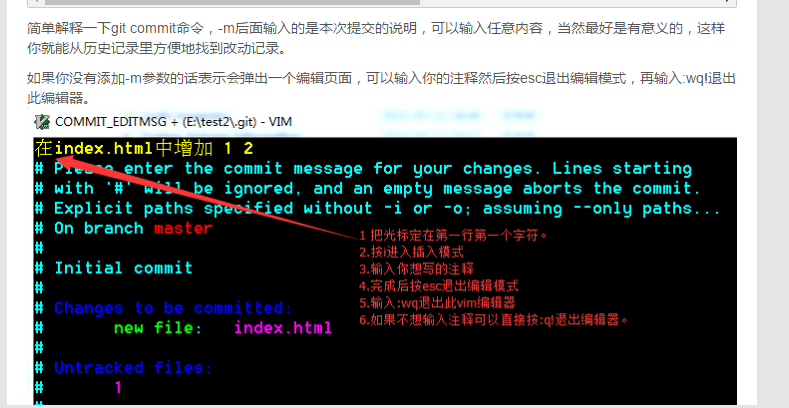 简单解释一下git commit命令，-m后面输入的是本次提交的说明，可以输入任意内容，当然最好是有意义的，这样
你就能从历史记录里方便地找到改动记录。
如果你没有添加-m参数的话表示会弹出一个编辑页面，可以输入你的注释然后按esc退出编辑模式，再输入:wq!退出
此编辑器。
COMMIT_EDITMSG + (E:\test2\.git) - VIM
在index.html中增加 1 2
# Please enter the commit message for your changes. Lines starting
# with '#' will be ignored, and an empty message aborts the commit.
# Explicit paths specified without -i or -o; assuming --only paths...
# On branch master
#
# Initial commit
#
# Changes to be committed:
#       new file:   index.html
#
# Untracked files:
#       1
1 把光标定在第一行第一个字符。
2.按i进入插入模式
3.输入你想写的注释
4.完成后按esc退出编辑模式
5.输入:wq退出此vim编辑器
6.如果不想输入注释可以直接按:q!退出编辑器。